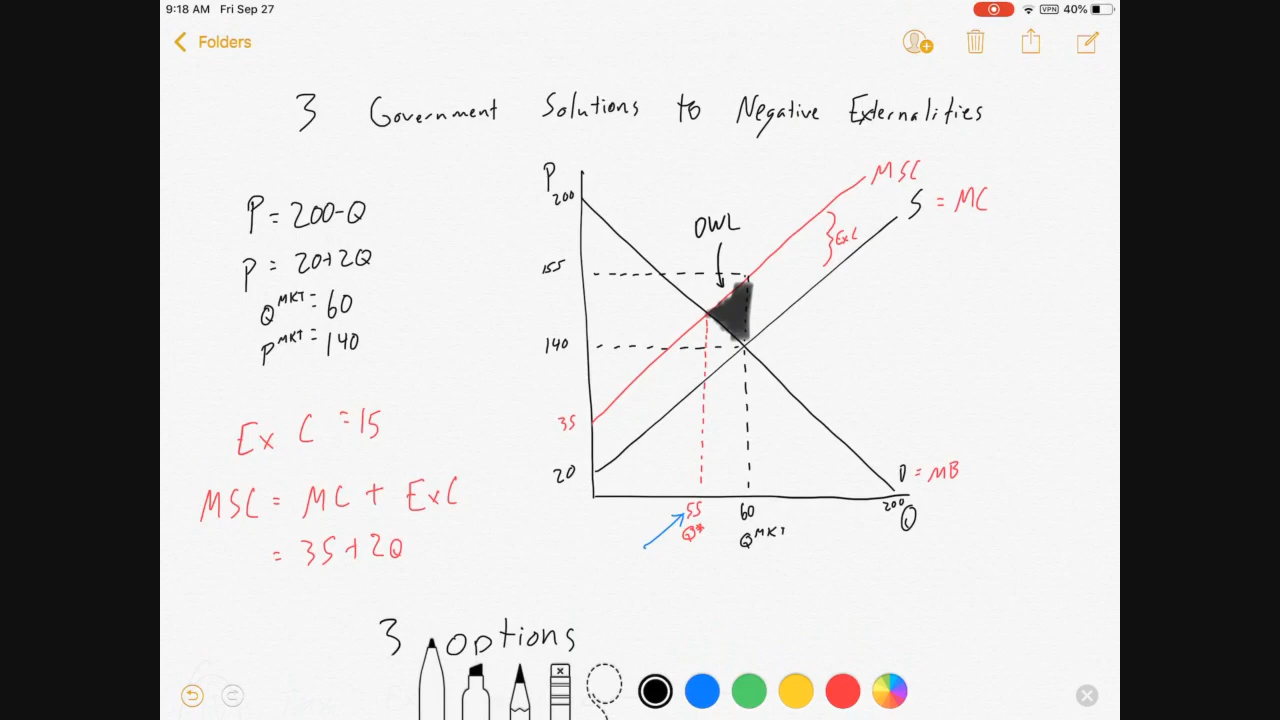 9:18 AM Fri Sep 27
VPN 40%
Folders
3 Government Solutions to Negative Externalities
P = 200-Q
P = 20+2Q
Q^MKT = 60
P^MKT = 140
Ex C = 15
MSC = MC + ExC
= 35+2Q
P
200
MSC
S = MC
ExC
DWL
155
140
35
20
D = MB
200
Q
55
Q*
60
Q^MKT
3 options